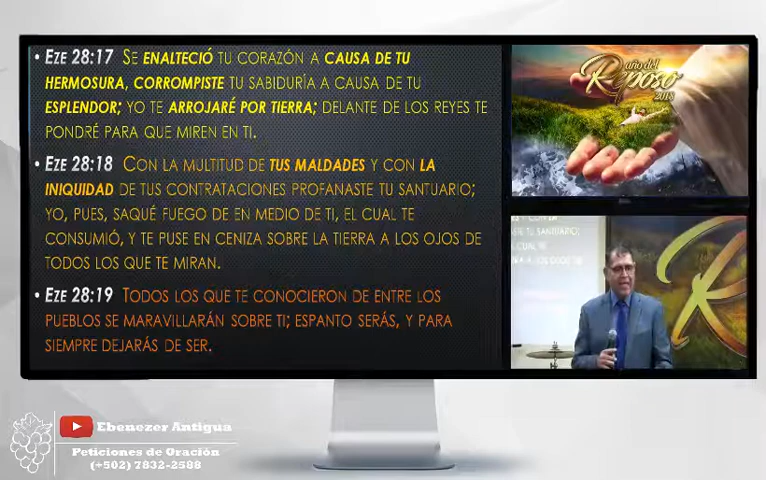 • Eze 28:17 Se enalteció tu corazón a causa de tu
hermosura, corrompiste tu sabiduría a causa de tu
esplendor; yo te arrojaré por tierra; delante de los reyes te
pondré para que miren en ti.
• Eze 28:18 Con la multitud de tus maldades y con la
iniquidad de tus contrataciones profanaste tu santuario;
yo, pues, saqué fuego de en medio de ti, el cual te
consumió, y te puse en ceniza sobre la tierra a los ojos de
todos los que te miran.
• Eze 28:19 Todos los que te conocieron de entre los
pueblos se maravillarán sobre ti; espanto serás, y para
siempre dejarás de ser.
año del
Reposo
2018
Ebenezer Antigua
Peticiones de Oración
(+502) 7832-2588